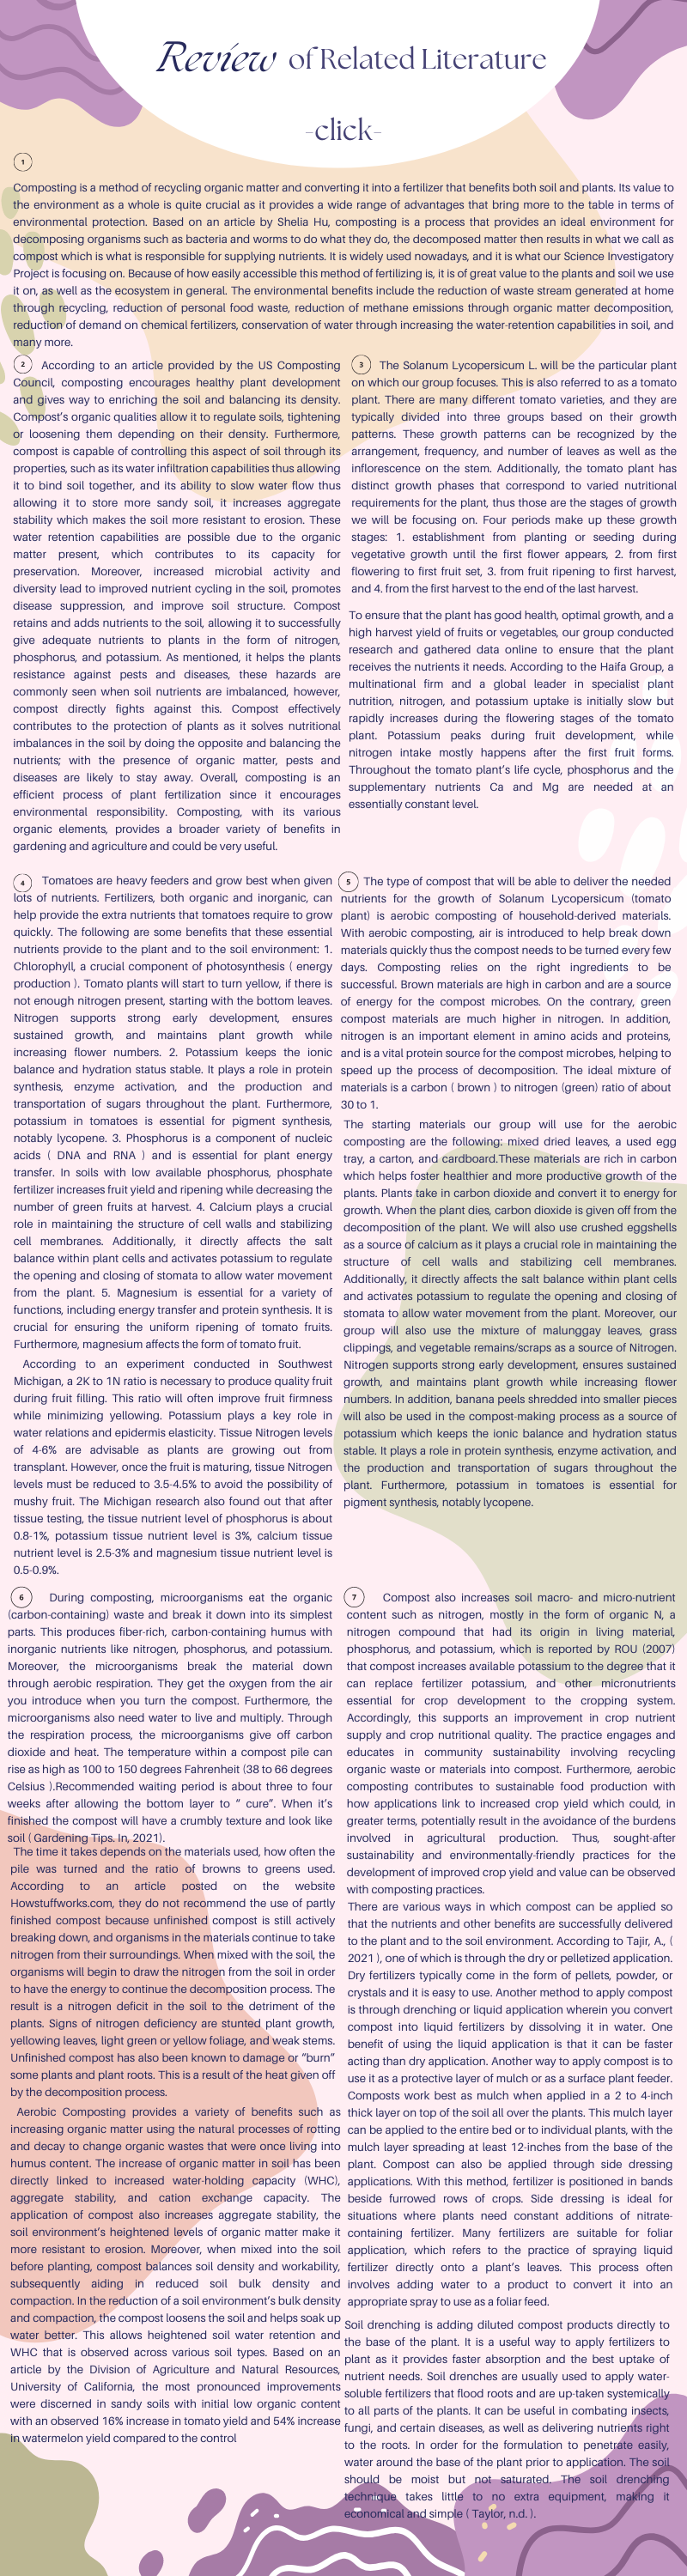 Review of Related Literature
-click-
1
Composting is a method of recycling organic matter and converting it into a fertilizer that benefits both soil and plants. Its value to
the environment as a whole is quite crucial as it provides a wide range of advantages that bring more to the table in terms of
environmental protection. Based on an article by Shelia Hu, composting is a process that provides an ideal environment for
decomposing organisms such as bacteria and worms to do what they do, the decomposed matter then results in what we call as
compost which is what is responsible for supplying nutrients. It is widely used nowadays, and it is what our Science Investigatory
Project is focusing on. Because of how easily accessible this method of fertilizing is, it is of great value to the plants and soil we use
it on, as well as the ecosystem in general. The environmental benefits include the reduction of waste stream generated at home
through recycling, reduction of personal food waste, reduction of methane emissions through organic matter decomposition,
reduction of demand on chemical fertilizers, conservation of water through increasing the water-retention capabilities in soil, and
many more.
2 According to an article provided by the US Composting
Council, composting encourages healthy plant development
and gives way to enriching the soil and balancing its density.
Compost's organic qualities allow it to regulate soils, tightening
or loosening them depending on their density. Furthermore,
compost is capable of controlling this aspect of soil through its
properties, such as its water infiltration capabilities thus allowing
it to bind soil together, and its ability to slow water flow thus
allowing it to store more sandy soil, it increases aggregate
stability which makes the soil more resistant to erosion. These
water retention capabilities are possible due to the organic
matter present, which contributes to its capacity for
preservation. Moreover, increased microbial activity and
diversity lead to improved nutrient cycling in the soil, promotes
disease suppression, and improve soil structure. Compost
retains and adds nutrients to the soil, allowing it to successfully
give adequate nutrients to plants in the form of nitrogen,
phosphorus, and potassium. As mentioned, it helps the plants
resistance against pests and diseases, these hazards are
commonly seen when soil nutrients are imbalanced, however,
compost directly fights against this. Compost effectively
contributes to the protection of plants as it solves nutritional
imbalances in the soil by doing the opposite and balancing the
nutrients; with the presence of organic matter, pests and
diseases are likely to stay away. Overall, composting is an
efficient process of plant fertilization since it encourages
environmental responsibility. Composting, with its various
organic elements, provides a broader variety of benefits in
gardening and agriculture and could be very useful.
3 The Solanum Lycopersicum L. will be the particular plant
on which our group focuses. This is also referred to as a tomato
plant. There are many different tomato varieties, and they are
typically divided into three groups based on their growth
patterns. These growth patterns can be recognized by the
arrangement, frequency, and number of leaves as well as the
inflorescence on the stem. Additionally, the tomato plant has
distinct growth phases that correspond to varied nutritional
requirements for the plant, thus those are the stages of growth
we will be focusing on. Four periods make up these growth
stages: 1. establishment from planting or seeding during
vegetative growth until the first flower appears, 2. from first
flowering to first fruit set, 3. from fruit ripening to first harvest,
and 4. from the first harvest to the end of the last harvest.
To ensure that the plant has good health, optimal growth, and a
high harvest yield of fruits or vegetables, our group conducted
research and gathered data online to ensure that the plant
receives the nutrients it needs. According to the Haifa Group, a
multinational firm and a global leader in specialist plant
nutrition, nitrogen, and potassium uptake is initially slow but
rapidly increases during the flowering stages of the tomato
plant. Potassium peaks during fruit development, while
nitrogen intake mostly happens after the first fruit forms.
Throughout the tomato plant's life cycle, phosphorus and the
supplementary nutrients Ca and Mg are needed at an
essentially constant level.
4 Tomatoes are heavy feeders and grow best when given
lots of nutrients. Fertilizers, both organic and inorganic, can
help provide the extra nutrients that tomatoes require to grow
quickly. The following are some benefits that these essential
nutrients provide to the plant and to the soil environment: 1.
Chlorophyll, a crucial component of photosynthesis ( energy
production ). Tomato plants will start to turn yellow, if there is
not enough nitrogen present, starting with the bottom leaves.
Nitrogen supports strong early development, ensures
sustained growth, and maintains plant growth while
increasing flower numbers. 2. Potassium keeps the ionic
balance and hydration status stable. It plays a role in protein
synthesis, enzyme activation, and the production and
transportation of sugars throughout the plant. Furthermore,
potassium in tomatoes is essential for pigment synthesis,
notably lycopene. 3. Phosphorus is a component of nucleic
acids ( DNA and RNA ) and is essential for plant energy
transfer. In soils with low available phosphorus, phosphate
fertilizer increases fruit yield and ripening while decreasing the
number of green fruits at harvest. 4. Calcium plays a crucial
role in maintaining the structure of cell walls and stabilizing
cell membranes. Additionally, it directly affects the salt
balance within plant cells and activates potassium to regulate
the opening and closing of stomata to allow water movement
from the plant. 5. Magnesium is essential for a variety of
functions, including energy transfer and protein synthesis. It is
crucial for ensuring the uniform ripening of tomato fruits.
Furthermore, magnesium affects the form of tomato fruit.
According to an experiment conducted in Southwest
Michigan, a 2K to 1N ratio is necessary to produce quality fruit
during fruit filling. This ratio will often improve fruit firmness
while minimizing yellowing. Potassium plays a key role in
water relations and epidermis elasticity. Tissue Nitrogen levels
of 4-6% are advisable as plants are growing out from
transplant. However, once the fruit is maturing, tissue Nitrogen
levels must be reduced to 3.5-4.5% to avoid the possibility of
mushy fruit. The Michigan research also found out that after
tissue testing, the tissue nutrient level of phosphorus is about
0.8-1%, potassium tissue nutrient level is 3%, calcium tissue
nutrient level is 2.5-3% and magnesium tissue nutrient level is
0.5-0.9%.
5 The type of compost that will be able to deliver the needed
nutrients for the growth of Solanum Lycopersicum (tomato
plant) is aerobic composting of household-derived materials.
With aerobic composting, air is introduced to help break down
materials quickly thus the compost needs to be turned every few
days. Composting relies on the right ingredients to be
successful. Brown materials are high in carbon and are a source
of energy for the compost microbes. On the contrary, green
compost materials are much higher in nitrogen. In addition,
nitrogen is an important element in amino acids and proteins,
and is a vital protein source for the compost microbes, helping to
speed up the process of decomposition. The ideal mixture of
materials is a carbon ( brown ) to nitrogen (green) ratio of about
30 to 1.
The starting materials our group will use for the aerobic
composting are the following: mixed dried leaves, a used egg
tray, a carton, and cardboard.These materials are rich in carbon
which helps foster healthier and more productive growth of the
plants. Plants take in carbon dioxide and convert it to energy for
growth. When the plant dies, carbon dioxide is given off from the
decomposition of the plant. We will also use crushed eggshells
as a source of calcium as it plays a crucial role in maintaining the
structure of cell walls and stabilizing cell membranes.
Additionally, it directly affects the salt balance within plant cells
and activates potassium to regulate the opening and closing of
stomata to allow water movement from the plant. Moreover, our
group will also use the mixture of malunggay leaves, grass
clippings, and vegetable remains/scraps as a source of Nitrogen.
Nitrogen supports strong early development, ensures sustained
growth, and maintains plant growth while increasing flower
numbers. In addition, banana peels shredded into smaller pieces
will also be used in the compost-making process as a source of
potassium which keeps the ionic balance and hydration status
stable. It plays a role in protein synthesis, enzyme activation, and
the production and transportation of sugars throughout the
plant. Furthermore, potassium in tomatoes is essential for
pigment synthesis, notably lycopene.
6 During composting, microorganisms eat the organic
(carbon-containing) waste and break it down into its simplest
parts. This produces fiber-rich, carbon-containing humus with
inorganic nutrients like nitrogen, phosphorus, and potassium.
Moreover, the microorganisms break the material down
through aerobic respiration. They get the oxygen from the air
you introduce when you turn the compost. Furthermore, the
microorganisms also need water to live and multiply. Through
the respiration process, the microorganisms give off carbon
dioxide and heat. The temperature within a compost pile can
rise as high as 100 to 150 degrees Fahrenheit (38 to 66 degrees
Celsius ).Recommended waiting period is about three to four
weeks after allowing the bottom layer to " cure". When it's
finished the compost will have a crumbly texture and look like
soil ( Gardening Tips. In, 2021).
The time it takes depends on the materials used, how often the
pile was turned and the ratio of browns to greens used.
According to an article posted on the website
Howstuffworks.com, they do not recommend the use of partly
finished compost because unfinished compost is still actively
breaking down, and organisms in the materials continue to take
nitrogen from their surroundings. When mixed with the soil, the
organisms will begin to draw the nitrogen from the soil in order
to have the energy to continue the decomposition process. The
result is a nitrogen deficit in the soil to the detriment of the
plants. Signs of nitrogen deficiency are stunted plant growth,
yellowing leaves, light green or yellow foliage, and weak stems.
Unfinished compost has also been known to damage or "burn"
some plants and plant roots. This is a result of the heat given off
by the decomposition process.
Aerobic Composting provides a variety of benefits such as
increasing organic matter using the natural processes of rotting
and decay to change organic wastes that were once living into
humus content. The increase of organic matter in soil has been
directly linked to increased water-holding capacity (WHC),
aggregate stability, and cation exchange capacity. The
application of compost also increases aggregate stability, the
soil environment's heightened levels of organic matter make it
more resistant to erosion. Moreover, when mixed into the soil
before planting, compost balances soil density and workability,
subsequently aiding in reduced soil bulk density and
compaction. In the reduction of a soil environment's bulk density
and compaction, the compost loosens the soil and helps soak up
water better. This allows heightened soil water retention and
WHC that is observed across various soil types. Based on an
article by the Division of Agriculture and Natural Resources,
University of California, the most pronounced improvements
were discerned in sandy soils with initial low organic content
with an observed 16% increase in tomato yield and 54% increase
in watermelon yield compared to the control
7 Compost also increases soil macro- and micro-nutrient
content such as nitrogen, mostly in the form of organic N, a
nitrogen compound that had its origin in living material,
phosphorus, and potassium, which is reported by ROU (2007)
that compost increases available potassium to the degree that it
can replace fertilizer potassium, and other micronutrients
essential for crop development to the cropping system.
Accordingly, this supports an improvement in crop nutrient
supply and crop nutritional quality. The practice engages and
educates in community sustainability involving recycling
organic waste or materials into compost. Furthermore, aerobic
composting contributes to sustainable food production with
how applications link to increased crop yield which could, in
greater terms, potentially result in the avoidance of the burdens
involved in agricultural production. Thus, sought-after
sustainability and environmentally-friendly practices for the
development of improved crop yield and value can be observed
with composting practices.
There are various ways in which compost can be applied so
that the nutrients and other benefits are successfully delivered
to the plant and to the soil environment. According to Tajir, A., (
2021 ), one of which is through the dry or pelletized application.
Dry fertilizers typically come in the form of pellets, powder, or
crystals and it is easy to use. Another method to apply compost
is through drenching or liquid application wherein you convert
compost into liquid fertilizers by dissolving it in water. One
benefit of using the liquid application is that it can be faster
acting than dry application. Another way to apply compost is to
use it as a protective layer of mulch or as a surface plant feeder.
Composts work best as mulch when applied in a 2 to 4-inch
thick layer on top of the soil all over the plants. This mulch layer
can be applied to the entire bed or to individual plants, with the
mulch layer spreading at least 12-inches from the base of the
plant. Compost can also be applied through side dressing
applications. With this method, fertilizer is positioned in bands
beside furrowed rows of crops. Side dressing is ideal for
situations where plants need constant additions of nitrate-
containing fertilizer. Many fertilizers are suitable for foliar
application, which refers to the practice of spraying liquid
fertilizer directly onto a plant's leaves. This process often
involves adding water to a product to convert it into an
appropriate spray to use as a foliar feed.
Soil drenching is adding diluted compost products directly to
the base of the plant. It is a useful way to apply fertilizers to
plant as it provides faster absorption and the best uptake of
nutrient needs. Soil drenches are usually used to apply water-
soluble fertilizers that flood roots and are up-taken systemically
to all parts of the plants. It can be useful in combating insects,
fungi, and certain diseases, as well as delivering nutrients right
to the roots. In order for the formulation to penetrate easily,
water around the base of the plant prior to application. The soil
should be moist but not saturated. The soil drenching
technique takes little to no extra equipment, making it
economical and simple ( Taylor, n.d. ).